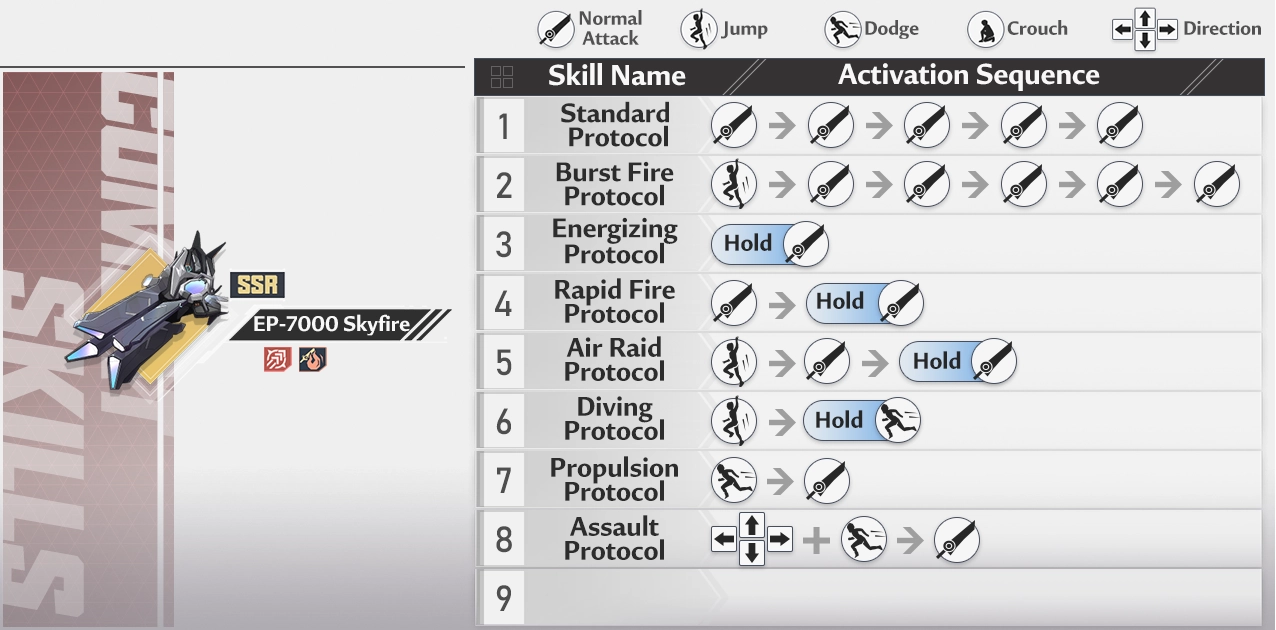 Normal
Attack
Jump
Dodge
Crouch
Direction
Skill Name
Activation Sequence
1
Standard
Protocol
2
Burst Fire
Protocol
3
Energizing
Protocol
Hold
4
Rapid Fire
Protocol
Hold
5
Air Raid
Protocol
Hold
6
Diving
Protocol
Hold
7
Propulsion
Protocol
8
Assault
Protocol
9
SSR
EP-7000 Skyfire
SKILLS